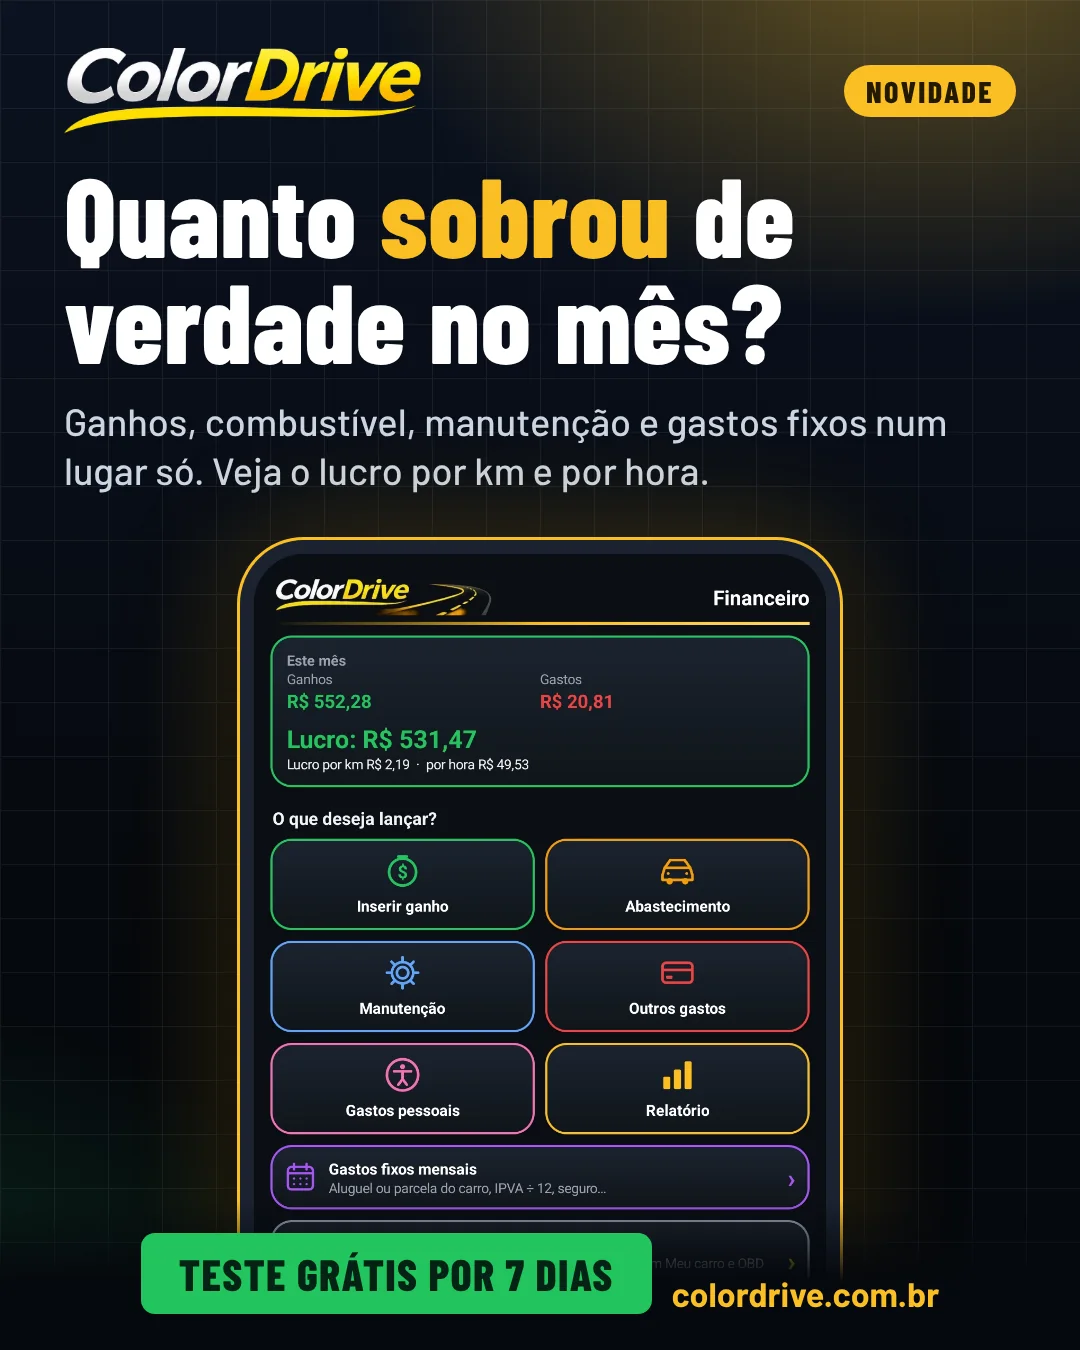 ColorDrive
NOVIDADE
Quanto sobrou de
verdade no mês?
Ganhos, combustível, manutenção e gastos fixos num
lugar só. Veja o lucro por km e por hora.
ColorDrive
Financeiro
Este mês
Ganhos
Gastos
R$ 552,28
R$ 20,81
Lucro: R$ 531,47
Lucro por km R$ 2,19 · por hora R$ 49,53
O que deseja lançar?
Inserir ganho
Abastecimento
Manutenção
Outros gastos
Gastos pessoais
Relatório
Gastos fixos mensais
Aluguel ou parcela do carro, IPVA ÷ 12, seguro...
Meu carro e OBD
TESTE GRÁTIS POR 7 DIAS
colordrive.com.br